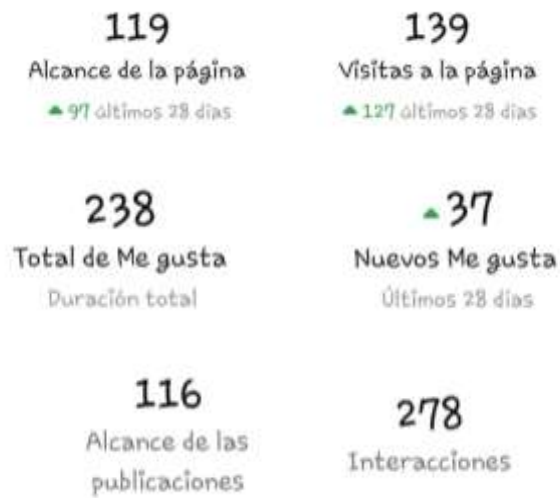 119
Alcance de la página
97 últimos 28 días
139
Visitas a la página
127 últimos 28 días
238
Total de Me gusta
Duración total
37
Nuevos Me gusta
Últimos 28 días
116
Alcance de las
publicaciones
278
Interacciones